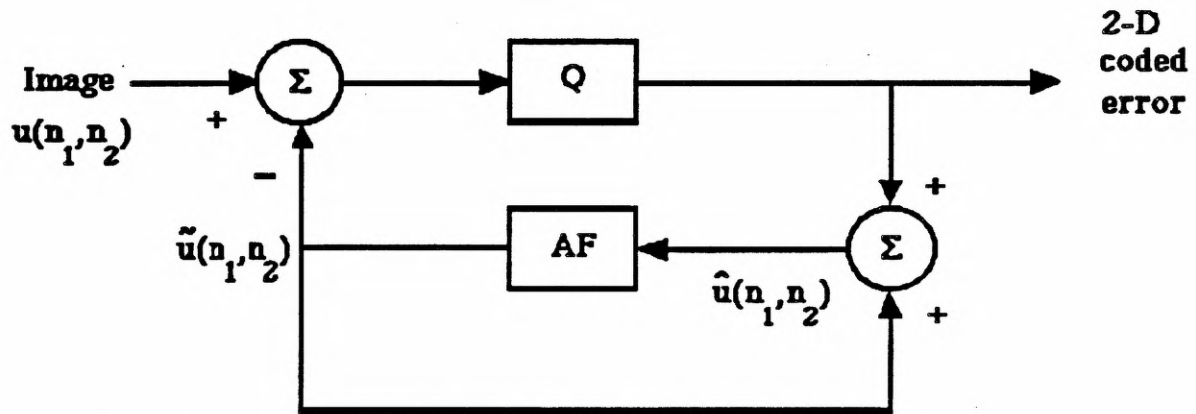 2-D
coded
error
Image
u(n₁,n₂)
Σ
Q
+
−
+
ũ(n₁,n₂)
AF
Σ
û(n₁,n₂)
+